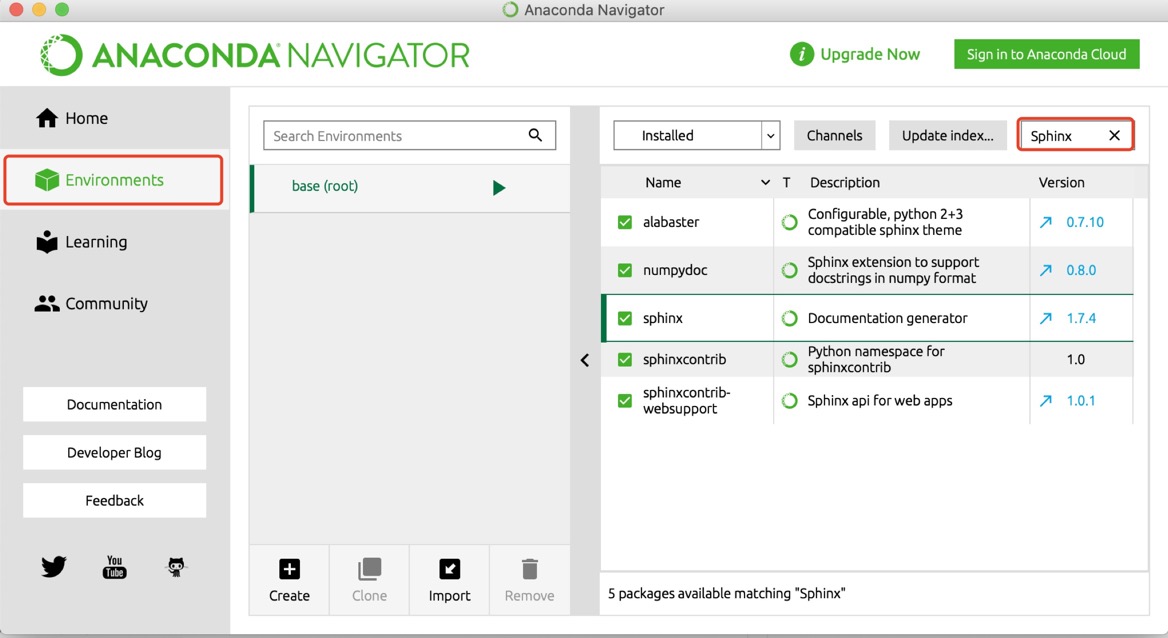 Anaconda Navigator
ANACONDA NAVIGATOR
i Upgrade Now
Sign in to Anaconda Cloud
Home
Environments
Learning
Community
Documentation
Developer Blog
Feedback
You
Tube
Search Environments
base (root)
Create
Clone
Import
Remove
Installed
Channels
Update index...
Sphinx
Name T Description Version
alabaster
Configurable, python 2+3
compatible sphinx theme
0.7.10
numpydoc
Sphinx extension to support
docstrings in numpy format
0.8.0
sphinx
Documentation generator
1.7.4
sphinxcontrib
Python namespace for
sphinxcontrib
1.0
sphinxcontrib-
websupport
Sphinx api for web apps
1.0.1
5 packages available matching "Sphinx"